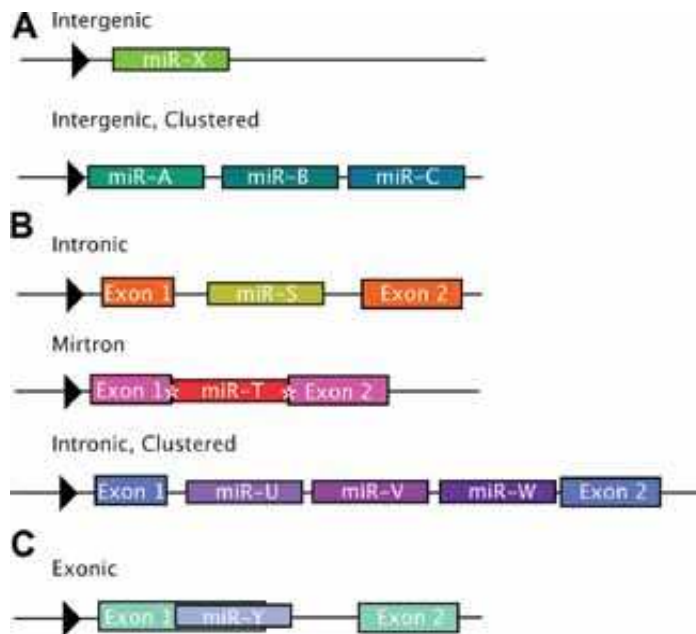 A Intergenic
miR-X
Intergenic, Clustered
miR-A miR-B miR-C
B
Intronic
Exon 1 miR-S Exon 2
Mirtron
Exon 1 * miR-T * Exon 2
Intronic, Clustered
Exon 1 miR-U miR-V miR-W Exon 2
C
Exonic
Exon 1 miR-Y Exon 2